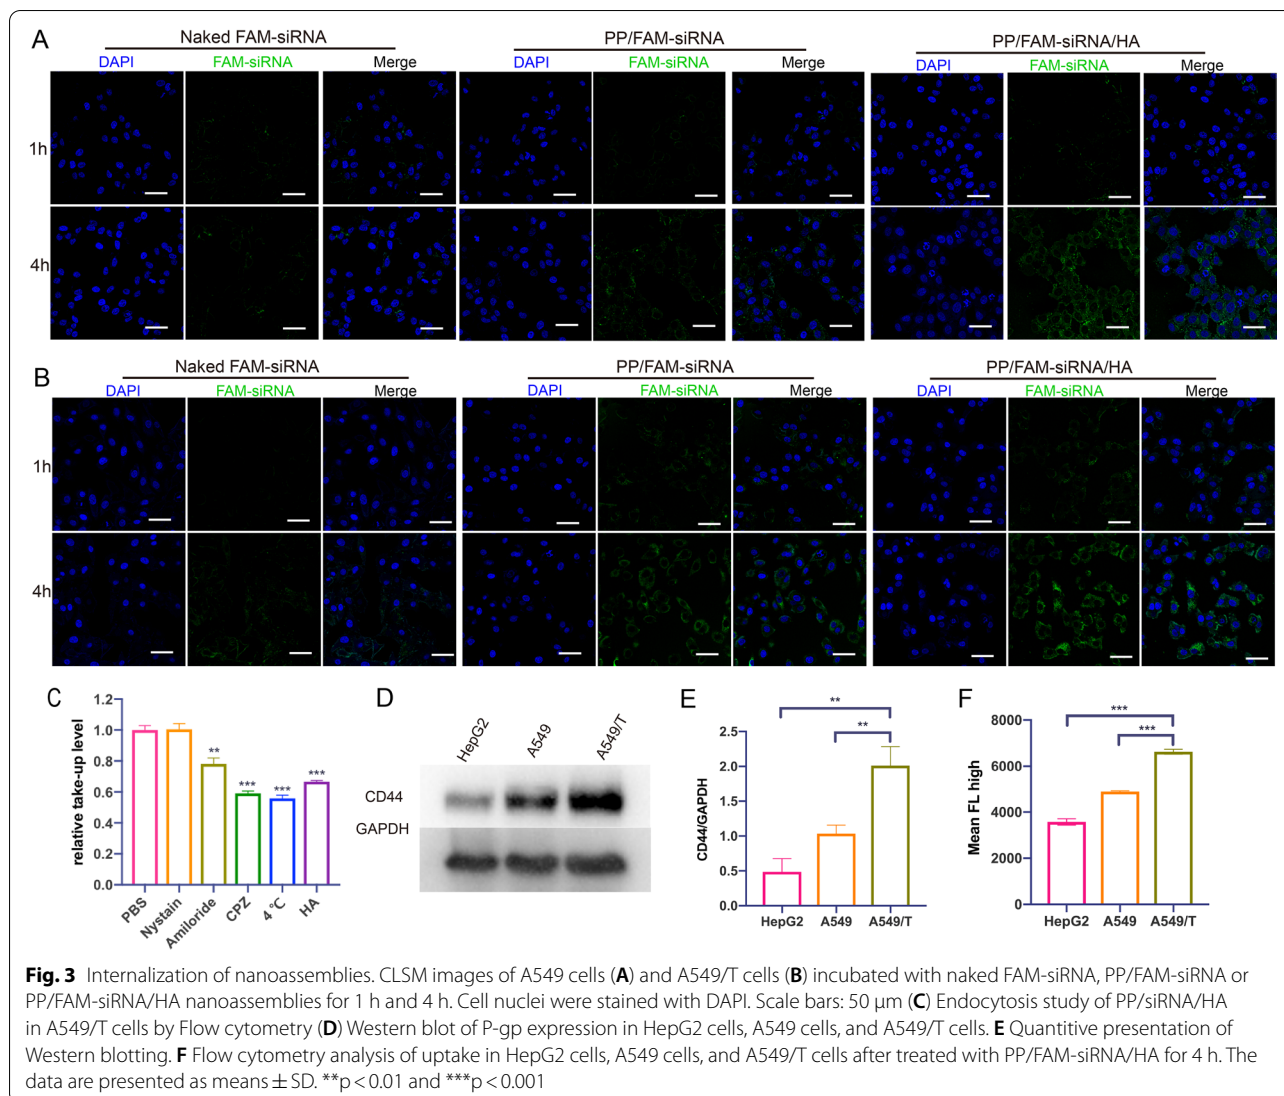 A
Naked FAM-siRNA
PP/FAM-siRNA
PP/FAM-siRNA/HA
DAPI FAM-siRNA Merge DAPI FAM-siRNA Merge DAPI FAM-siRNA Merge
1h
4h
B
Naked FAM-siRNA
PP/FAM-siRNA
PP/FAM-siRNA/HA
DAPI FAM-siRNA Merge DAPI FAM-siRNA Merge DAPI FAM-siRNA Merge
1h
4h
C
relative take-up level
1.2
1.0
0.8
0.6
0.4
0.2
0.0
**
***
***
***
PBS Nystain Amiloride CPZ 4 °C HA
D
HepG2 A549 A549/T
CD44
GAPDH
E
CD44/GAPDH
2.5
2.0
1.5
1.0
0.5
0.0
**
**
HepG2 A549 A549/T
F
Mean FL high
8000
6000
4000
2000
0
***
***
HepG2 A549 A549/T
Fig. 3 Internalization of nanoassemblies. CLSM images of A549 cells (A) and A549/T cells (B) incubated with naked FAM-siRNA, PP/FAM-siRNA or
PP/FAM-siRNA/HA nanoassemblies for 1 h and 4 h. Cell nuclei were stained with DAPI. Scale bars: 50 μm (C) Endocytosis study of PP/siRNA/HA
in A549/T cells by Flow cytometry (D) Western blot of P-gp expression in HepG2 cells, A549 cells, and A549/T cells. E Quantitive presentation of
Western blotting. F Flow cytometry analysis of uptake in HepG2 cells, A549 cells, and A549/T cells after treated with PP/FAM-siRNA/HA for 4 h. The
data are presented as means ± SD. **p < 0.01 and ***p < 0.001